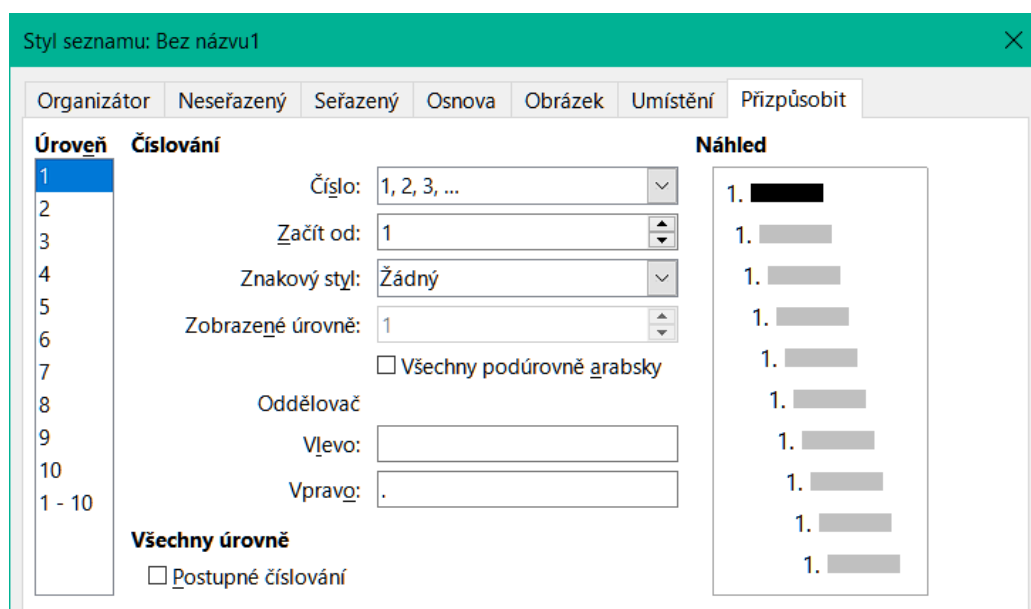 Styl seznamu: Bez názvu1
Organizátor Neseřazený Seřazený Osnova Obrázek Umístění Přizpůsobit
Úroveň
1
2
3
4
5
6
7
8
9
10
1 - 10
Číslování
Číslo: 1, 2, 3, ...
Začít od: 1
Znakový styl: Žádný
Zobrazené úrovně: 1
Všechny podúrovně arabsky
Oddělovač
Vlevo:
Vpravo: .
Všechny úrovně
Postupné číslování
Náhled
1.
1.
1.
1.
1.
1.
1.
1.
1.
1.